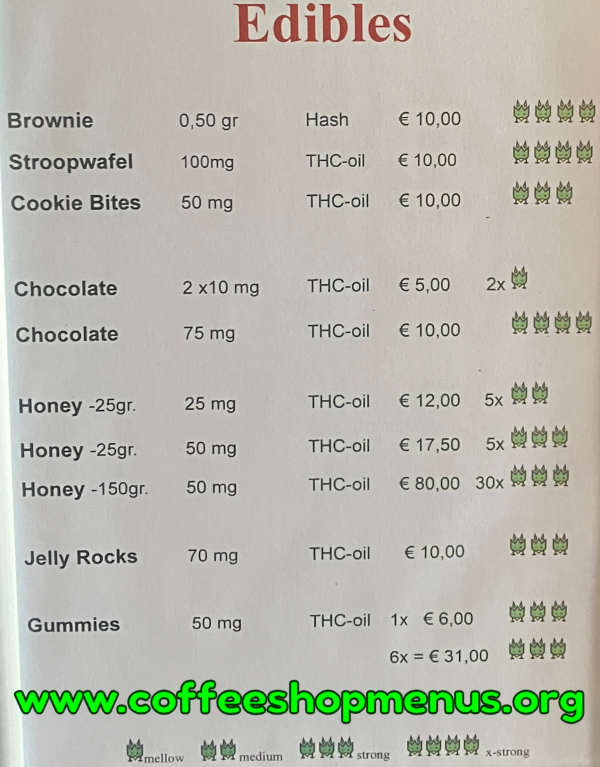 Edibles
Brownie 0,50 gr Hash € 10,00
Stroopwafel 100mg THC-oil € 10,00
Cookie Bites 50 mg THC-oil € 10,00
Chocolate 2 x10 mg THC-oil € 5,00 2x
Chocolate 75 mg THC-oil € 10,00
Honey -25gr. 25 mg THC-oil € 12,00 5x
Honey -25gr. 50 mg THC-oil € 17,50 5x
Honey -150gr. 50 mg THC-oil € 80,00 30x
Jelly Rocks 70 mg THC-oil € 10,00
Gummies 50 mg THC-oil 1x € 6,00
6x = € 31,00
www.coffeeshopmenus.org
mellow medium strong x-strong